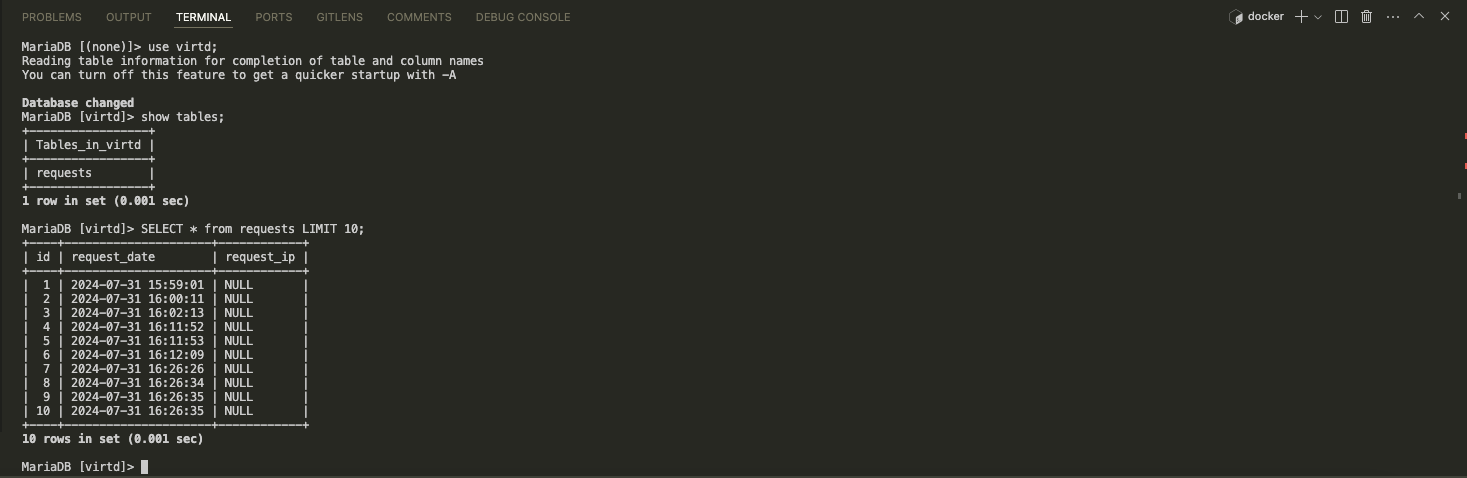 PROBLEMS OUTPUT TERMINAL PORTS GITLENS COMMENTS DEBUG CONSOLE docker
MariaDB [(none)]> use virtd;
Reading table information for completion of table and column names
You can turn off this feature to get a quicker startup with -A
Database changed
MariaDB [virtd]> show tables;
+-----------------+
| Tables_in_virtd |
+-----------------+
| requests        |
+-----------------+
1 row in set (0.001 sec)
MariaDB [virtd]> SELECT * from requests LIMIT 10;
+----+---------------------+------------+
| id | request_date        | request_ip |
+----+---------------------+------------+
|  1 | 2024-07-31 15:59:01 | NULL       |
|  2 | 2024-07-31 16:00:11 | NULL       |
|  3 | 2024-07-31 16:02:13 | NULL       |
|  4 | 2024-07-31 16:11:52 | NULL       |
|  5 | 2024-07-31 16:11:53 | NULL       |
|  6 | 2024-07-31 16:12:09 | NULL       |
|  7 | 2024-07-31 16:26:26 | NULL       |
|  8 | 2024-07-31 16:26:34 | NULL       |
|  9 | 2024-07-31 16:26:35 | NULL       |
| 10 | 2024-07-31 16:26:35 | NULL       |
+----+---------------------+------------+
10 rows in set (0.001 sec)
MariaDB [virtd]>